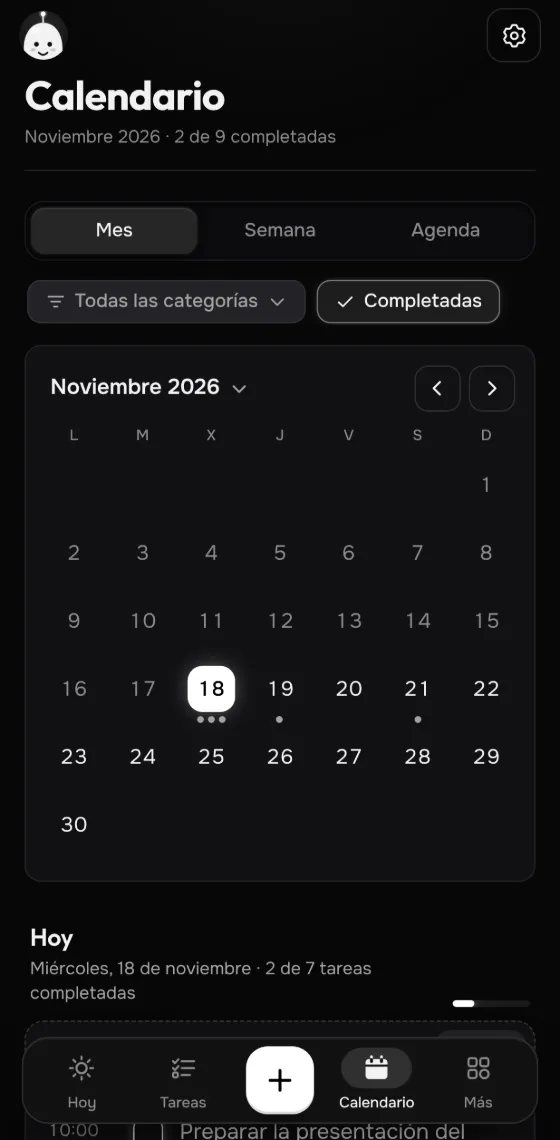 Calendario
Noviembre 2026 · 2 de 9 completadas
Mes Semana Agenda
Todas las categorías Completadas
Noviembre 2026
L M X J V S D
1
2 3 4 5 6 7 8
9 10 11 12 13 14 15
16 17 18 19 20 21 22
23 24 25 26 27 28 29
30
Hoy
Miércoles, 18 de noviembre · 2 de 7 tareas
completadas
Hoy Tareas Calendario Más
10:00 Preparar la presentación del